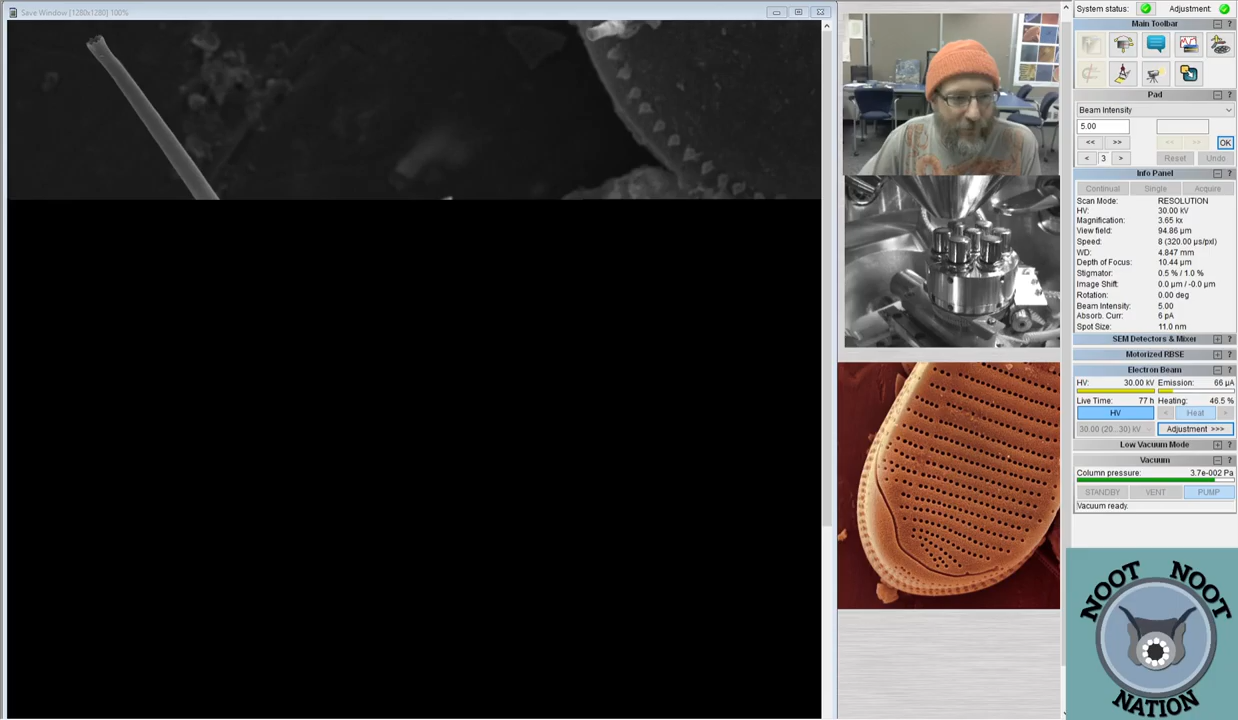 Save Window [1280x1280] 100%
System status: Adjustment:
Main Toolbar
Pad
Beam Intensity
5.00
<< >> << >> OK
< 3 > Reset Undo
Info Panel
Continual Single Acquire
Scan Mode: RESOLUTION
HV: 30.00 kV
Magnification: 3.65 kx
View field: 94.86 µm
Speed: 8 (320.00 µs/pxl)
WD: 4.847 mm
Depth of Focus: 10.44 µm
Stigmator: 0.5 % / 1.0 %
Image Shift: 0.0 µm / -0.0 µm
Rotation: 0.00 deg
Beam Intensity: 5.00
Absorb. Curr: 6 pA
Spot Size: 11.0 nm
SEM Detectors & Mixer
Motorized RBSE
Electron Beam
HV: 30.00 kV Emission: 66 µA
Live Time: 77 h Heating: 46.5 %
HV < Heat >
30.00 (20...30) kV Adjustment >>>
Low Vacuum Mode
Vacuum
Column pressure: 3.7e-002 Pa
STANDBY VENT PUMP
Vacuum ready.
NOOT NOOT
NATION